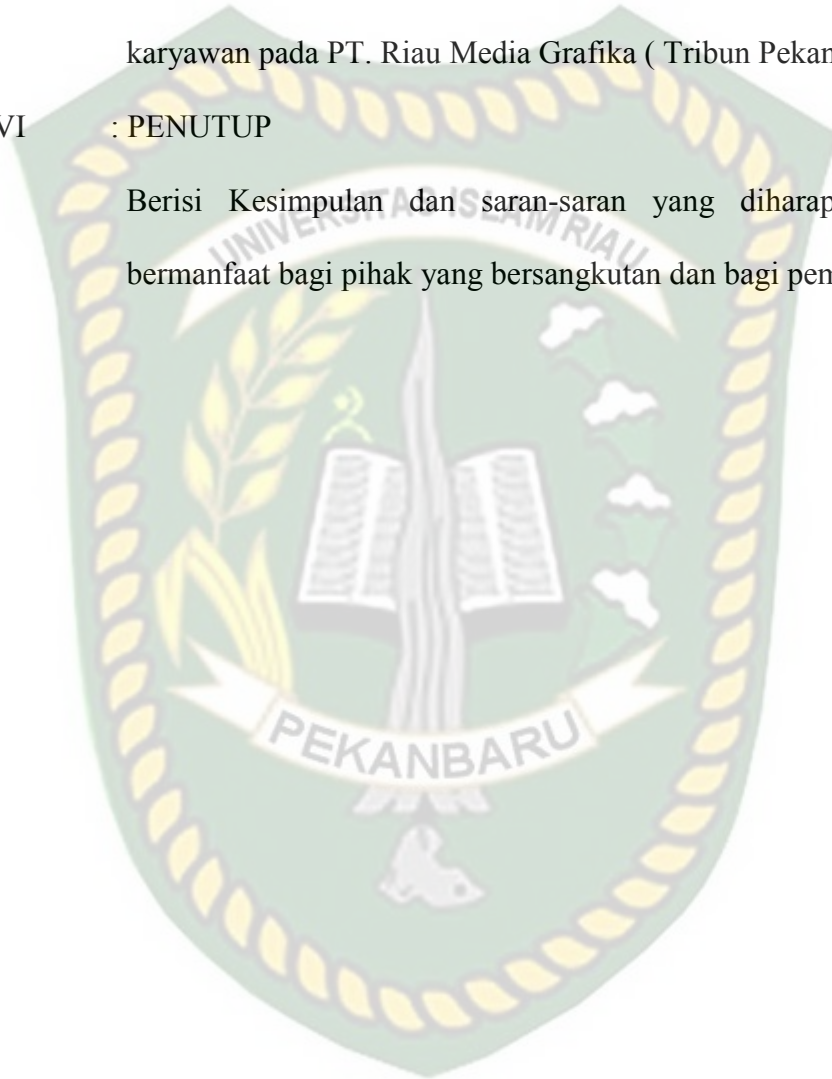 karyawan pada PT. Riau Media Grafika ( Tribun Pekan
VI : PENUTUP
Berisi Kesimpulan dan saran-saran yang diharap
bermanfaat bagi pihak yang bersangkutan dan bagi pem
UNIVERSITAS ISLAM RIAU
PEKANBARU